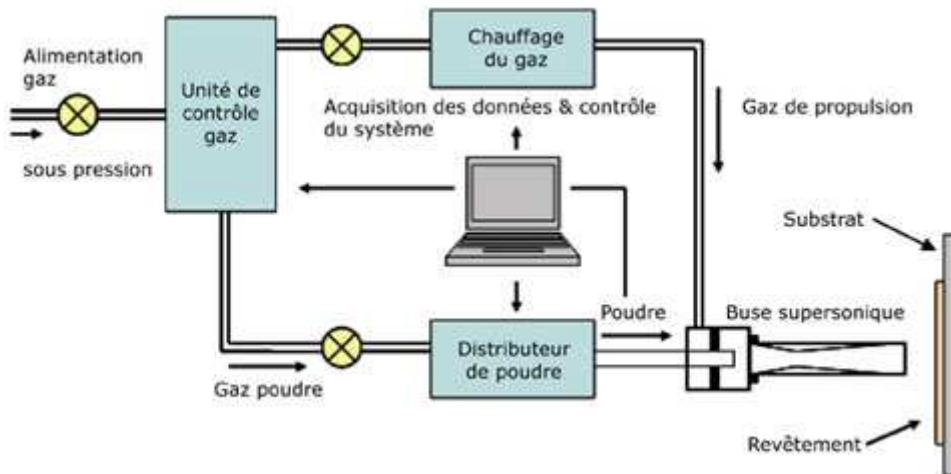 Alimentation
gaz
sous pression
Unité de
contrôle
gaz
Chauffage
du gaz
Acquisition des données & contrôle
du système
Gaz de propulsion
Substrat
Poudre
Buse supersonique
Distributeur
de poudre
Gaz poudre
Revêtement